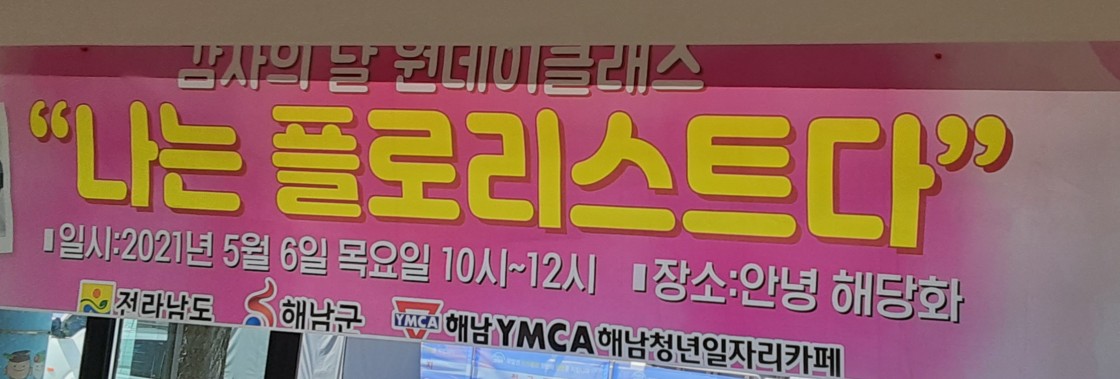 감사의 달 원데이클래스
“나는 플로리스트다”
일시:2021년 5월 6일 목요일 10시~12시 장소:안녕 해당화
전라남도 해남군 YMCA 해남YMCA 해남청년일자리카페